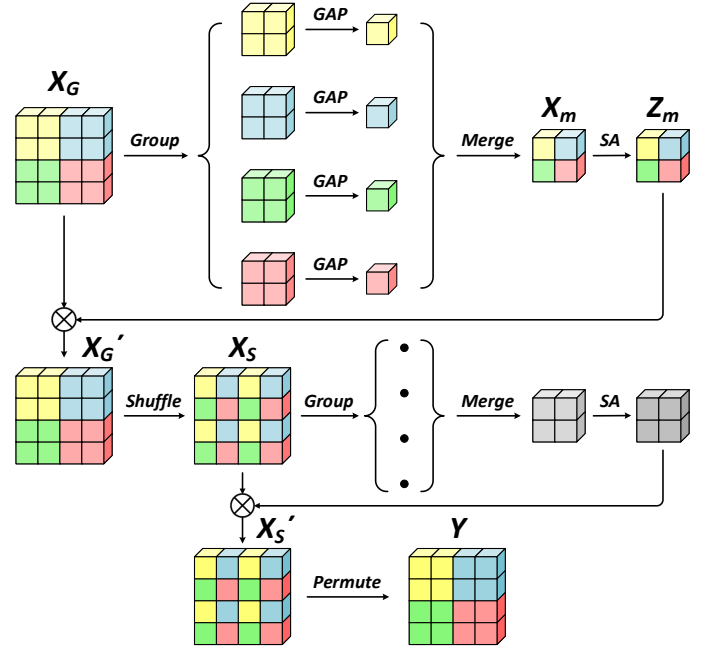 GAP
X_G
GAP
X_m
Z_m
Group
Merge
SA
GAP
GAP
X_G′
X_S
Shuffle
Group
Merge
SA
X_S′
Y
Permute